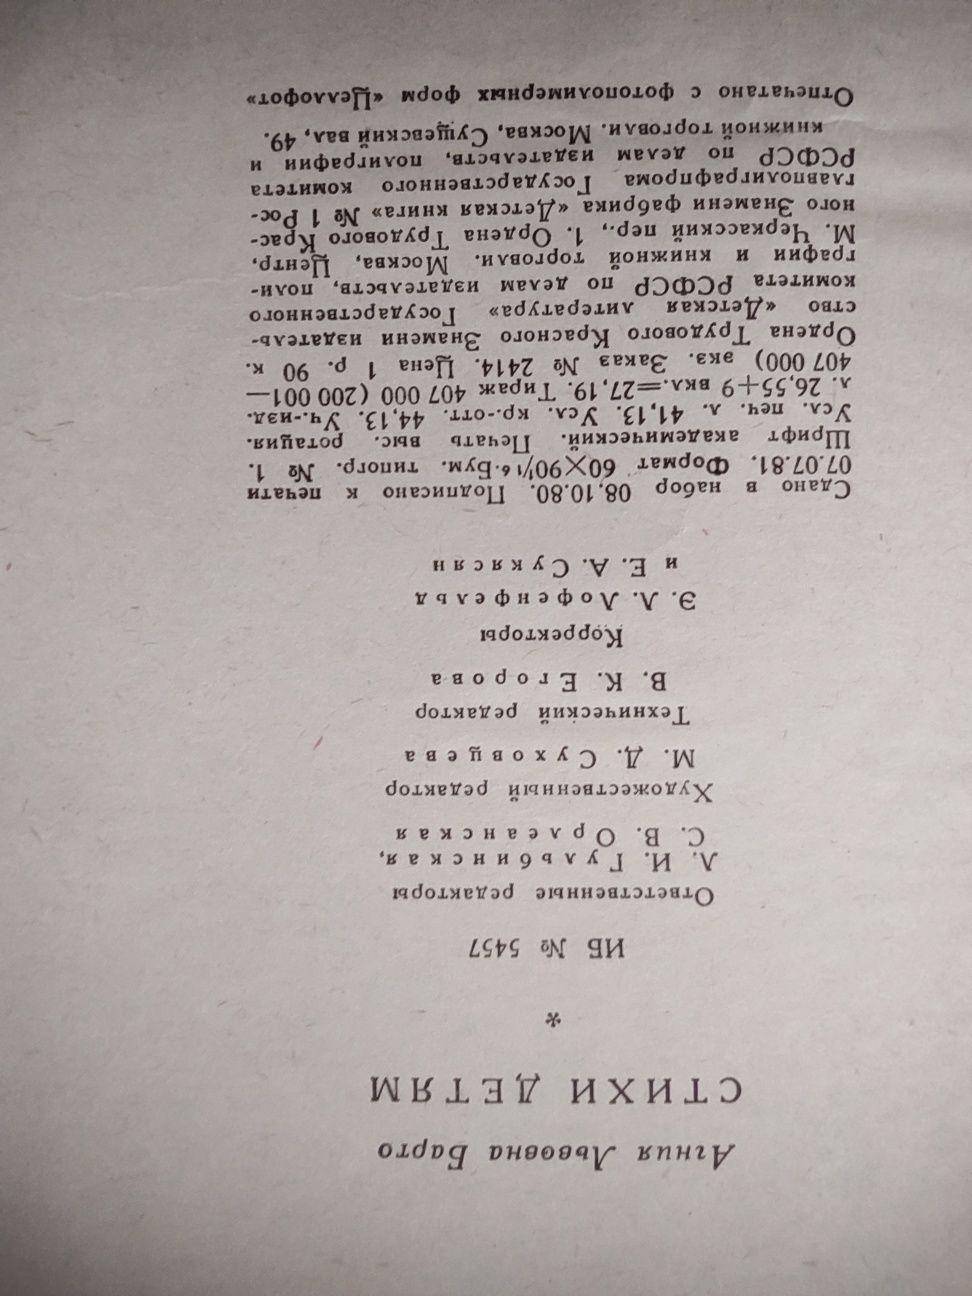 Агния Львовна Барто
СТИХИ ДЕТЯМ
*
ИБ № 5457
Ответственные редакторы
Л. И. Гульбинская,
С. В. Орлеанская
Художественный редактор
М. Д. Суховцева
Технический редактор
В. К. Егорова
Корректоры
Э. Л. Лофенфельд
и Е. А. Сукясян
Сдано в набор 08.10.80. Подписано к печати
07.07.81. Формат 60×90¹/₁₆. Бум. типогр. № 1.
Шрифт академический. Печать выс. ротация.
Усл. печ. л. 41,13. Усл. кр.-отт. 44,13. Уч.-изд.
л. 26,55+9 вкл.=27,19. Тираж 407 000 (200 001—
407 000) экз. Заказ № 2414. Цена 1 р. 90 к.
Ордена Трудового Красного Знамени издатель-
ство «Детская литература» Государственного
комитета РСФСР по делам издательств, поли-
графии и книжной торговли. Москва, Центр,
М. Черкасский пер., 1. Ордена Трудового Крас-
ного Знамени фабрика «Детская книга» № 1 Рос-
главполиграфпрома Государственного комитета
РСФСР по делам издательств, полиграфии и
книжной торговли. Москва, Сущевский вал, 49.
Отпечатано с фотополимерных форм «Целлофот»